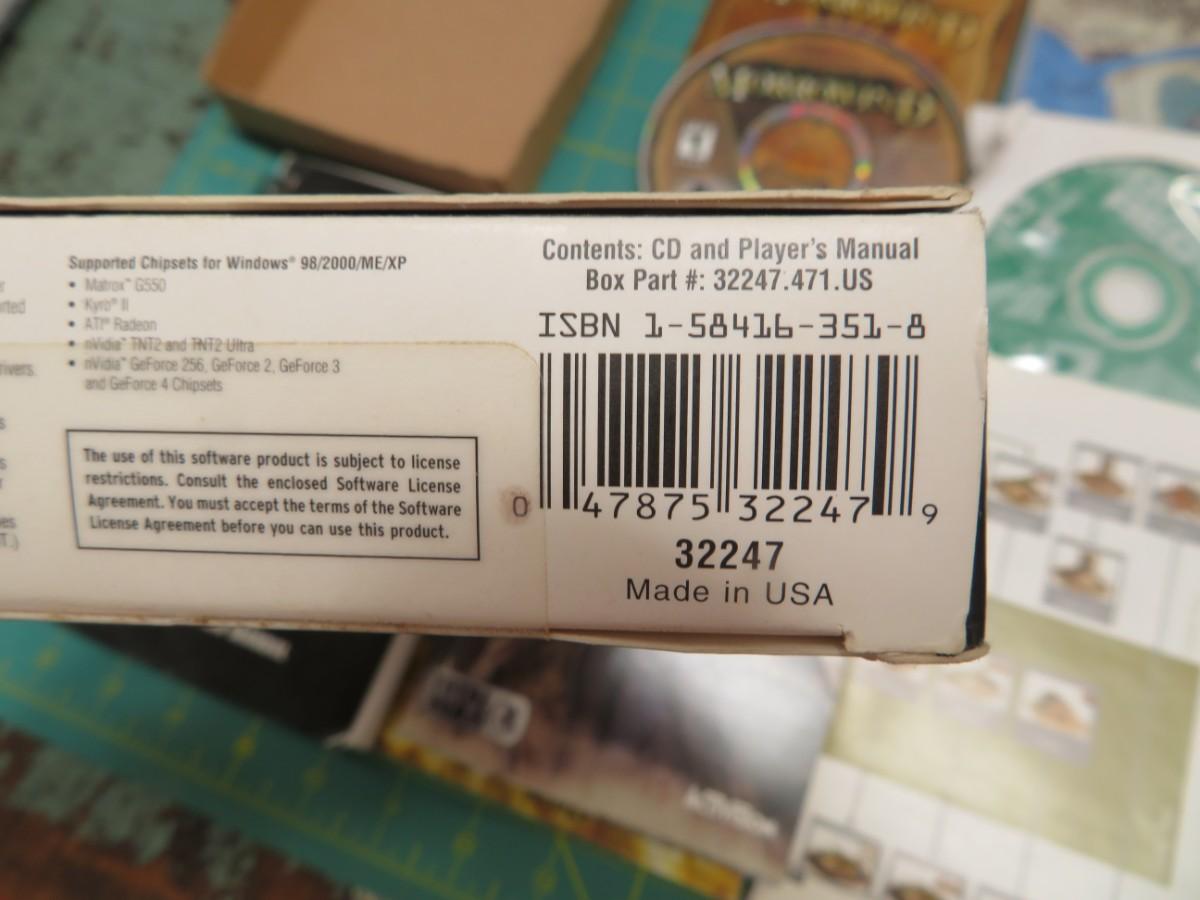 Supported Chipsets for Windows® 98/2000/ME/XP
• Matrox™ G550
• Kyro® II
• ATI® Radeon
• nVidia™ TNT2 and TNT2 Ultra
• nVidia™ GeForce 256, GeForce 2, GeForce 3
and GeForce 4 Chipsets
The use of this software product is subject to license
restrictions. Consult the enclosed Software License
Agreement. You must accept the terms of the Software
License Agreement before you can use this product.
Contents: CD and Player's Manual
Box Part #: 32247.471.US
ISBN 1-58416-351-8
0 47875 32247 9
32247
Made in USA
ACTIVISION